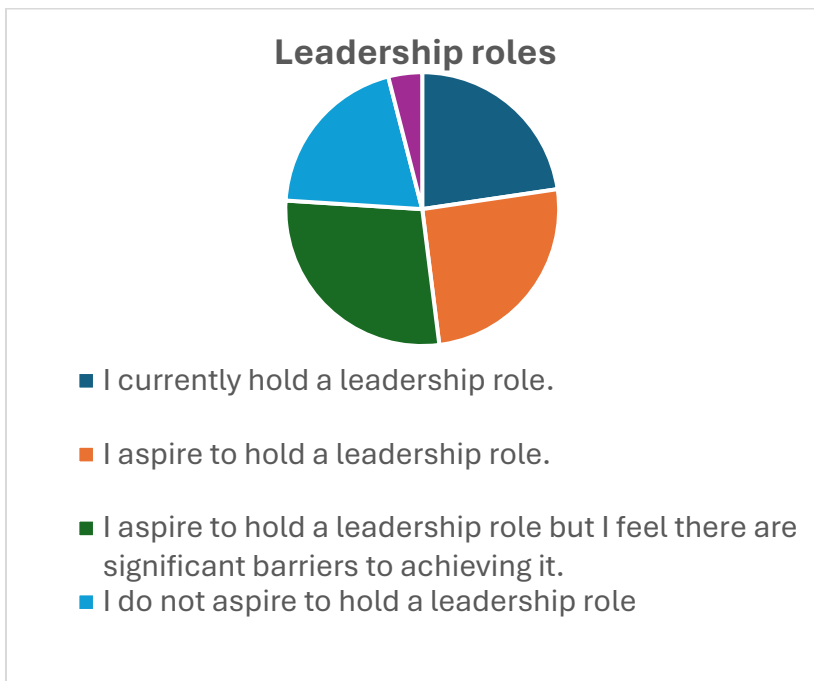 Leadership roles
I currently hold a leadership role.
I aspire to hold a leadership role.
I aspire to hold a leadership role but I feel there are
significant barriers to achieving it.
I do not aspire to hold a leadership role